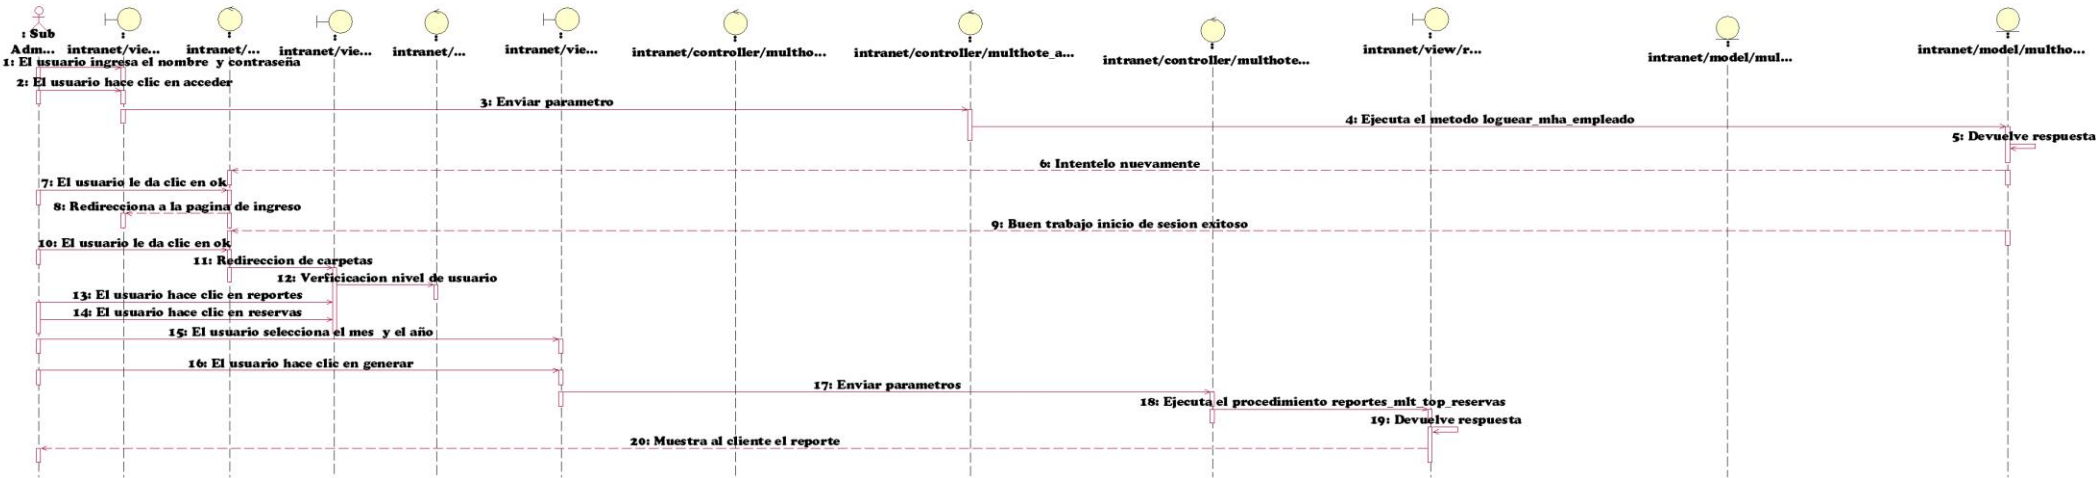 : Sub
Adm...
:
intranet/vie...
:
intranet/...
:
intranet/vie...
:
intranet/...
:
intranet/vie...
:
intranet/controller/multho...
:
intranet/controller/multhote_a...
:
intranet/controller/multhote...
:
intranet/view/r...
:
intranet/model/mul...
:
intranet/model/multho...
1: El usuario ingresa el nombre y contraseña
2: El usuario hace clic en acceder
3: Enviar parametro
4: Ejecuta el metodo loguear_mha_empleado
5: Devuelve respuesta
6: Intentelo nuevamente
7: El usuario le da clic en ok
8: Redirecciona a la pagina de ingreso
9: Buen trabajo inicio de sesion exitoso
10: El usuario le da clic en ok
11: Redireccion de carpetas
12: Verficicacion nivel de usuario
13: El usuario hace clic en reportes
14: El usuario hace clic en reservas
15: El usuario selecciona el mes y el año
16: El usuario hace clic en generar
17: Enviar parametros
18: Ejecuta el procedimiento reportes_mlt_top_reservas
19: Devuelve respuesta
20: Muestra al cliente el reporte